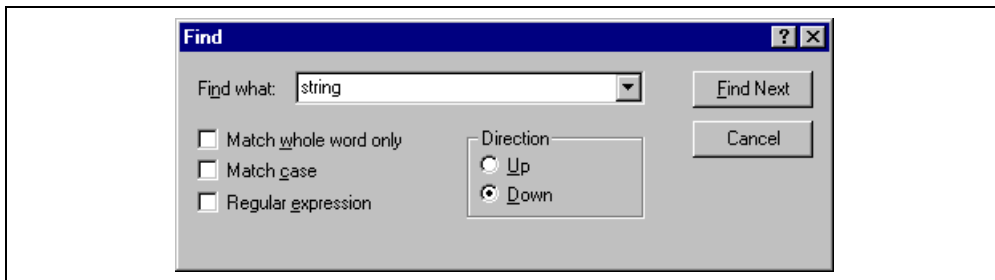 Find
Find what: string
Find Next
Match whole word only
Direction
Cancel
Match case
Up
Regular expression
Down